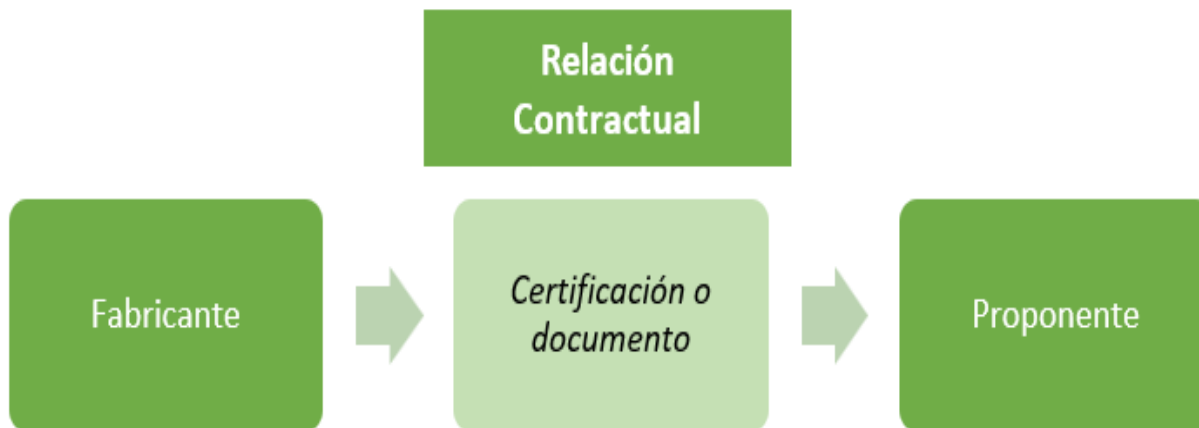 Relación
Contractual
Fabricante
Certificación o
documento
Proponente